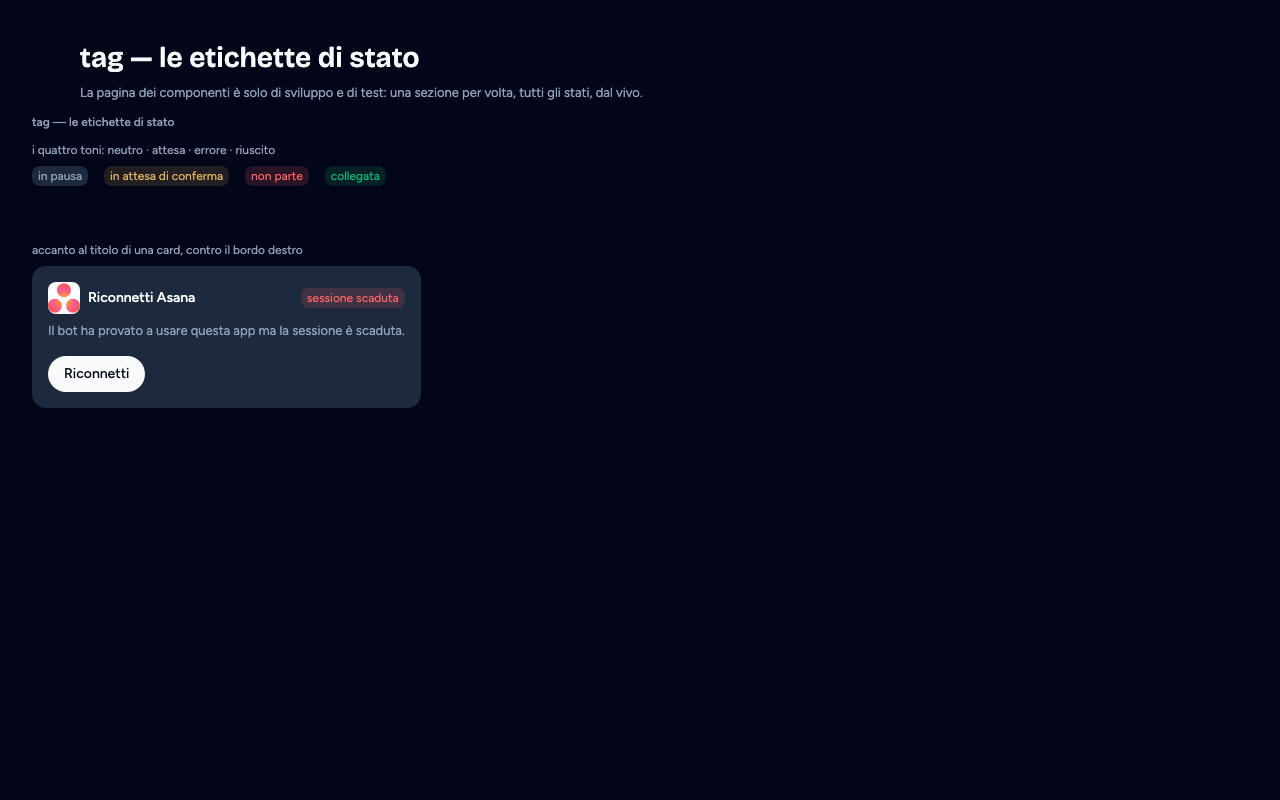 tag — le etichette di stato
La pagina dei componenti è solo di sviluppo e di test: una sezione per volta, tutti gli stati, dal vivo.
tag — le etichette di stato
i quattro toni: neutro · attesa · errore · riuscito
in pausa in attesa di conferma non parte collegata
accanto al titolo di una card, contro il bordo destro
Riconnetti Asana sessione scaduta
Il bot ha provato a usare questa app ma la sessione è scaduta.
Riconnetti